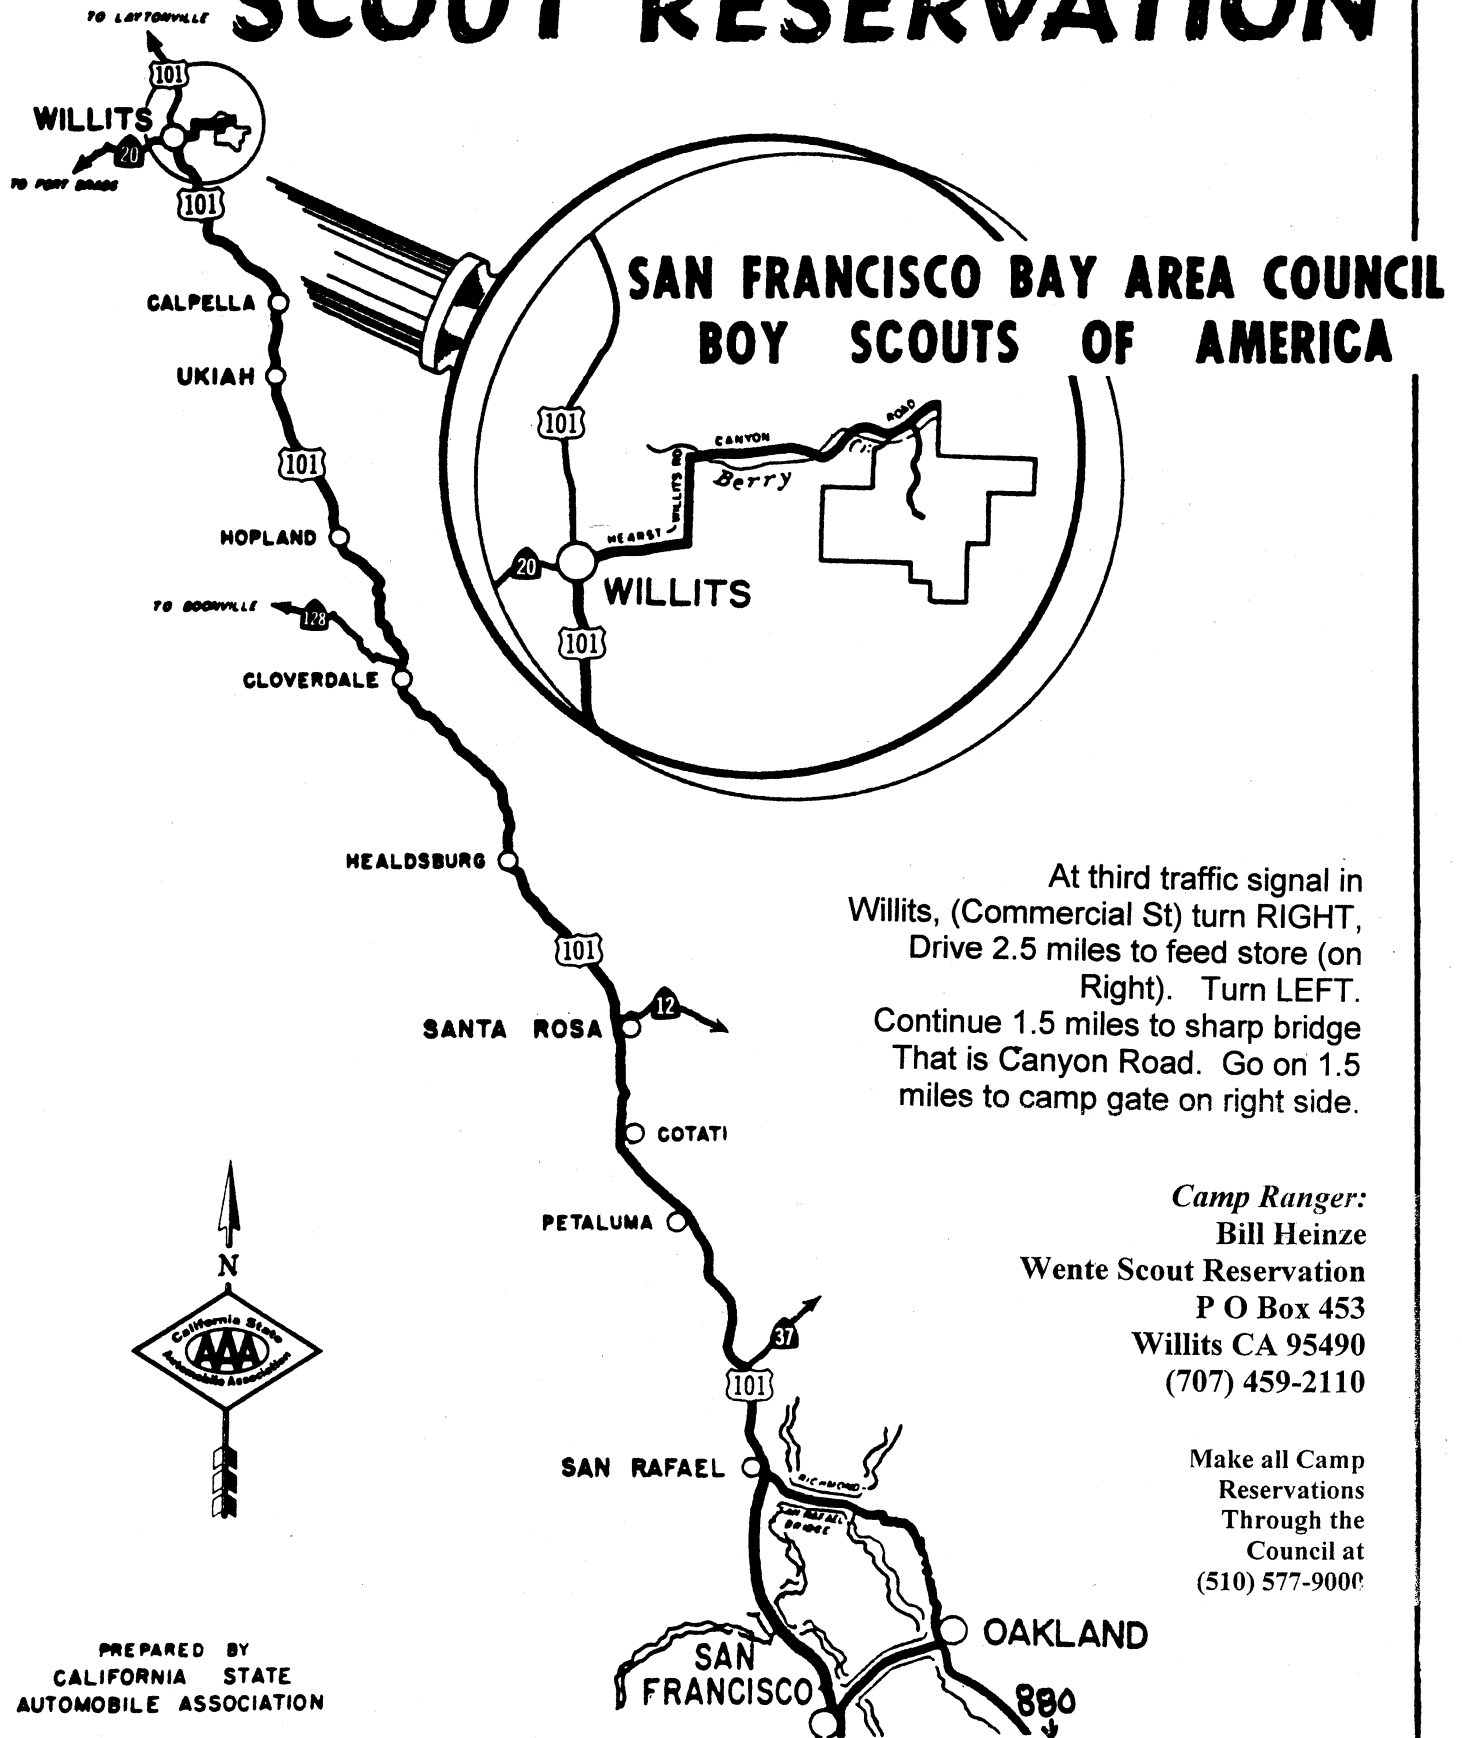 TO LAYTONVILLE
SCOUT RESERVATION
101
WILLITS
20
TO FORT BRAGG
101
SAN FRANCISCO BAY AREA COUNCIL
BOY SCOUTS OF AMERICA
CALPELLA
UKIAH
101
101
ROAD
CANYON
Berry
WILLITS RD
HEARST
20
WILLITS
101
HOPLAND
TO BOONVILLE
128
CLOVERDALE
HEALDSBURG
101
At third traffic signal in
Willits, (Commercial St) turn RIGHT,
Drive 2.5 miles to feed store (on
Right). Turn LEFT.
Continue 1.5 miles to sharp bridge
That is Canyon Road. Go on 1.5
miles to camp gate on right side.
12
SANTA ROSA
COTATI
PETALUMA
37
101
Camp Ranger:
Bill Heinze
Wente Scout Reservation
P O Box 453
Willits CA 95490
(707) 459-2110
N
California State
AAA
Automobile Association
SAN RAFAEL
RICHMOND
SAN RAFAEL
BRIDGE
Make all Camp
Reservations
Through the
Council at
(510) 577-9000
OAKLAND
SAN
FRANCISCO
880
PREPARED BY
CALIFORNIA STATE
AUTOMOBILE ASSOCIATION